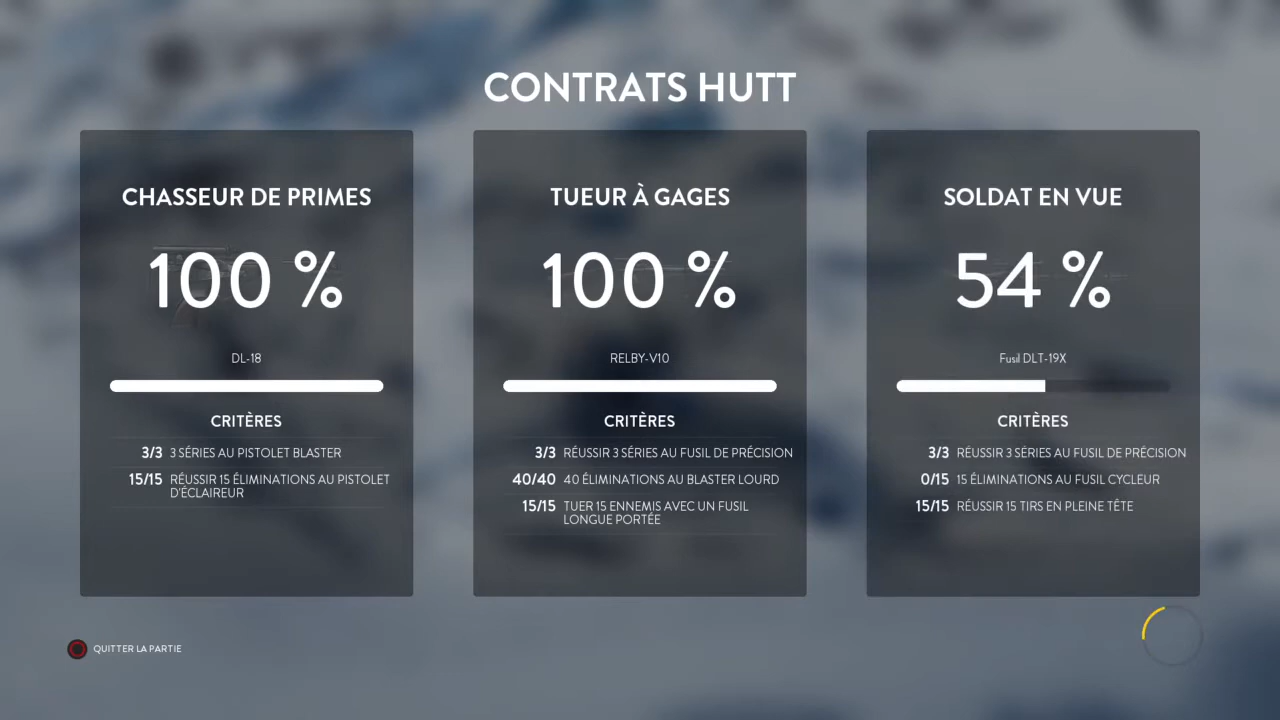 CONTRATS HUTT
CHASSEUR DE PRIMES
100 %
DL-18
CRITÈRES
3/3 3 SÉRIES AU PISTOLET BLASTER
15/15 RÉUSSIR 15 ÉLIMINATIONS AU PISTOLET
D'ÉCLAIREUR
TUEUR À GAGES
100 %
RELBY-V10
CRITÈRES
3/3 RÉUSSIR 3 SÉRIES AU FUSIL DE PRÉCISION
40/40 40 ÉLIMINATIONS AU BLASTER LOURD
15/15 TUER 15 ENNEMIS AVEC UN FUSIL
LONGUE PORTÉE
SOLDAT EN VUE
54 %
Fusil DLT-19X
CRITÈRES
3/3 RÉUSSIR 3 SÉRIES AU FUSIL DE PRÉCISION
0/15 15 ÉLIMINATIONS AU FUSIL CYCLEUR
15/15 RÉUSSIR 15 TIRS EN PLEINE TÊTE
QUITTER LA PARTIE